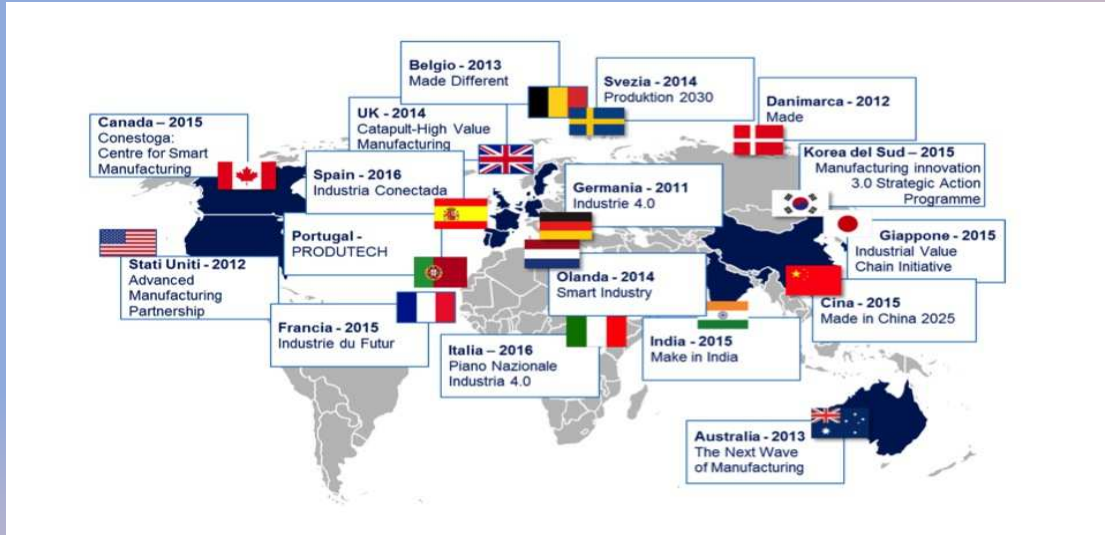 Belgio - 2013
Made Different
Svezia - 2014
Produktion 2030
Danimarca - 2012
Made
Canada – 2015
Conestoga:
Centre for Smart
Manufacturing
UK - 2014
Catapult-High Value
Manufacturing
Korea del Sud – 2015
Manufacturing innovation
3.0 Strategic Action
Programme
Spain - 2016
Industria Conectada
Germania - 2011
Industrie 4.0
Portugal -
PRODUTECH
Giappone - 2015
Industrial Value
Chain Initiative
Stati Uniti - 2012
Advanced
Manufacturing
Partnership
Olanda - 2014
Smart Industry
Cina - 2015
Made in China 2025
Francia - 2015
Industrie du Futur
Italia – 2016
Piano Nazionale
Industria 4.0
India - 2015
Make in India
Australia - 2013
The Next Wave
of Manufacturing